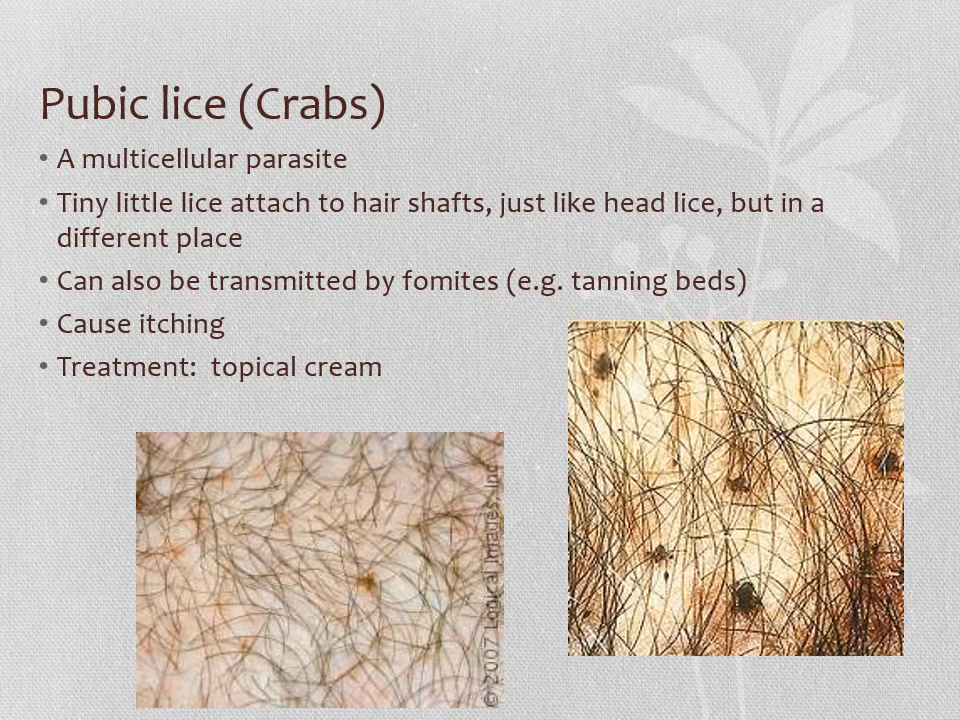 Pubic lice (Crabs)
• A multicellular parasite
• Tiny little lice attach to hair shafts, just like head lice, but in a
different place
• Can also be transmitted by fomites (e.g. tanning beds)
• Cause itching
• Treatment:  topical cream
© 2007 Logical Images, Inc.